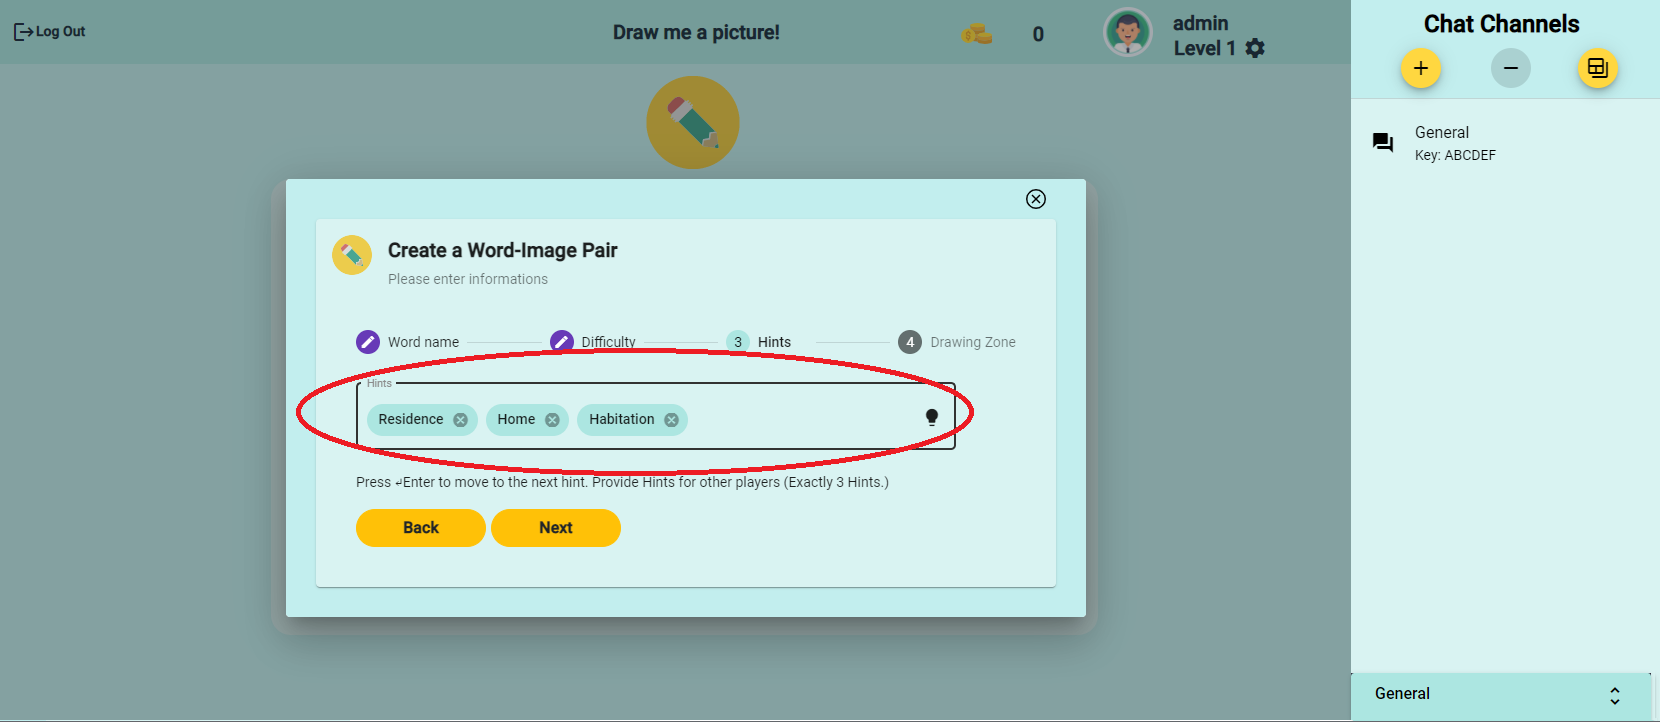 Log Out
Draw me a picture!
0
admin
Level 1
Chat Channels
General
Key: ABCDEF
Create a Word-Image Pair
Please enter informations
Word name
Difficulty
3 Hints
4 Drawing Zone
Hints
Residence
Home
Habitation
Press ↵Enter to move to the next hint. Provide Hints for other players (Exactly 3 Hints.)
Back
Next
General